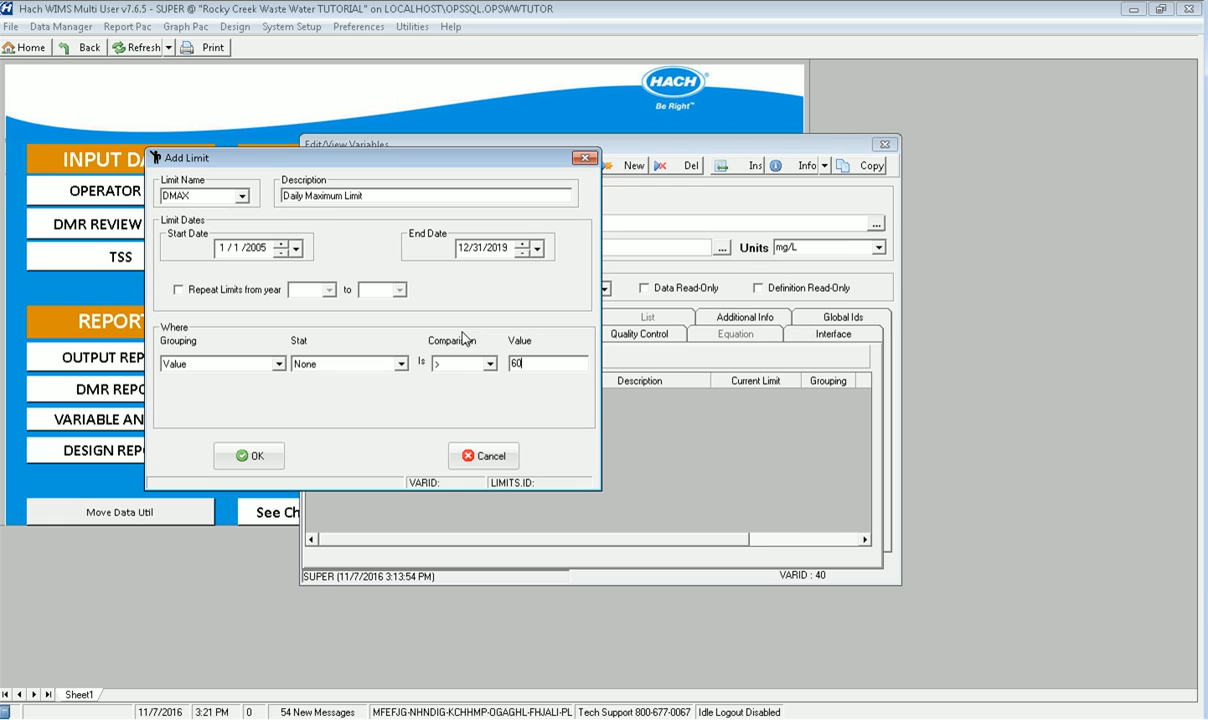 Hach WIMS Multi User v7.6.5 - SUPER @ "Rocky Creek Waste Water TUTORIAL" on LOCALHOST\OPSSQL.OPSWWTUTOR
File Data Manager Report Pac Graph Pac Design System Setup Preferences Utilities Help
Home Back Refresh Print
HACH
Be Right™
INPUT DA
OPERATOR
DMR REVIEW
TSS
REPOR
OUTPUT REP
DMR REPO
VARIABLE AN
DESIGN REP
Move Data Util
See Ch
Edit/View Variables
New Del Ins Info Copy
...
... Units mg/L
Data Read-Only Definition Read-Only
List Additional Info Global Ids
Quality Control Equation Interface
Description Current Limit Grouping
SUPER (11/7/2016 3:13:54 PM) VARID : 40
Add Limit
Limit Name Description
DMAX Daily Maximum Limit
Limit Dates
Start Date End Date
1 / 1 /2005 12/31/2019
Repeat Limits from year to
Where
Grouping Stat Comparison Value
Value None Is > 60
OK Cancel
VARID: LIMITS.ID:
Sheet1
11/7/2016 3:21 PM 0 54 New Messages MFEFJG-NHNDIG-KCHHMP-OGAGHL-FHJALI-PL Tech Support 800-677-0067 Idle Logout Disabled